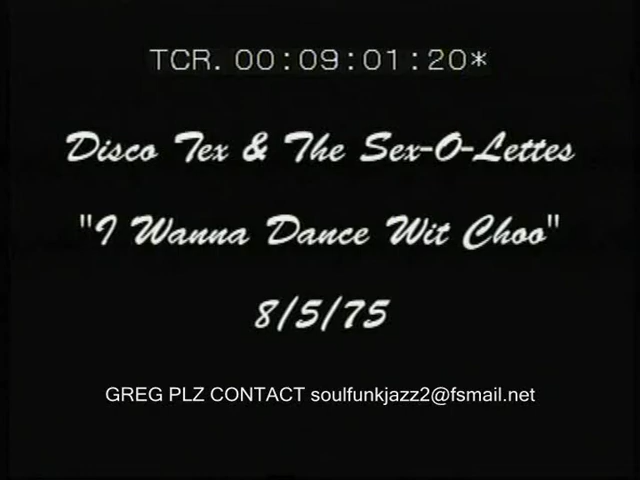 TCR. 00:09:01:20*
Disco Tex & The Sex-O-Lettes
"I Wanna Dance Wit Choo"
8/5/75
GREG PLZ CONTACT soulfunkjazz2@fsmail.net